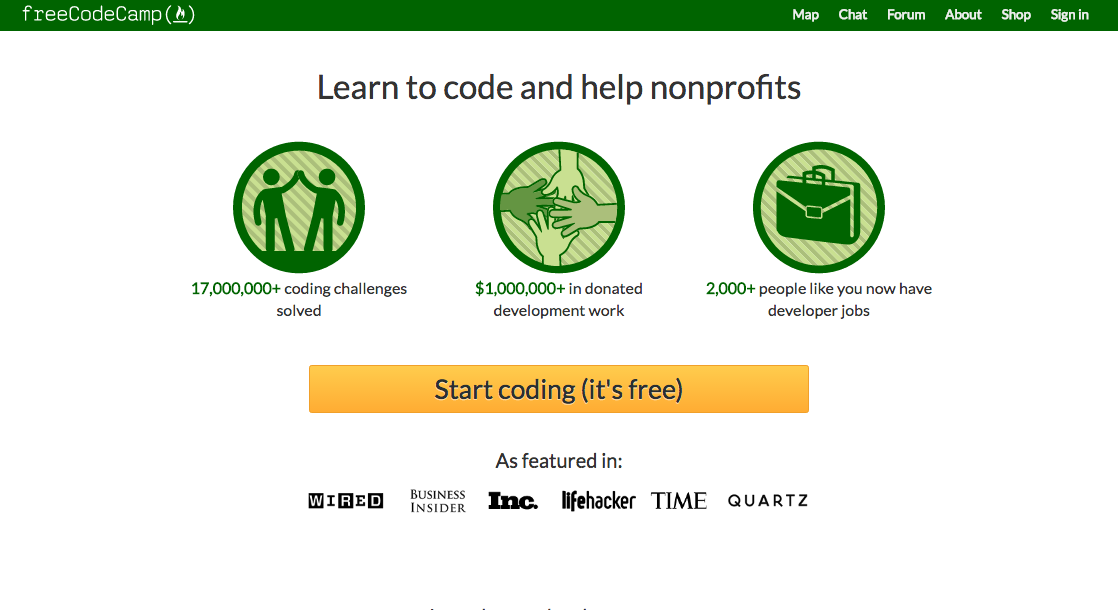 freeCodeCamp
Map Chat Forum About Shop Sign in
Learn to code and help nonprofits
17,000,000+ coding challenges
solved
$1,000,000+ in donated
development work
2,000+ people like you now have
developer jobs
Start coding (it's free)
As featured in:
WIRED
BUSINESS
INSIDER
Inc.
lifehacker
TIME
QUARTZ